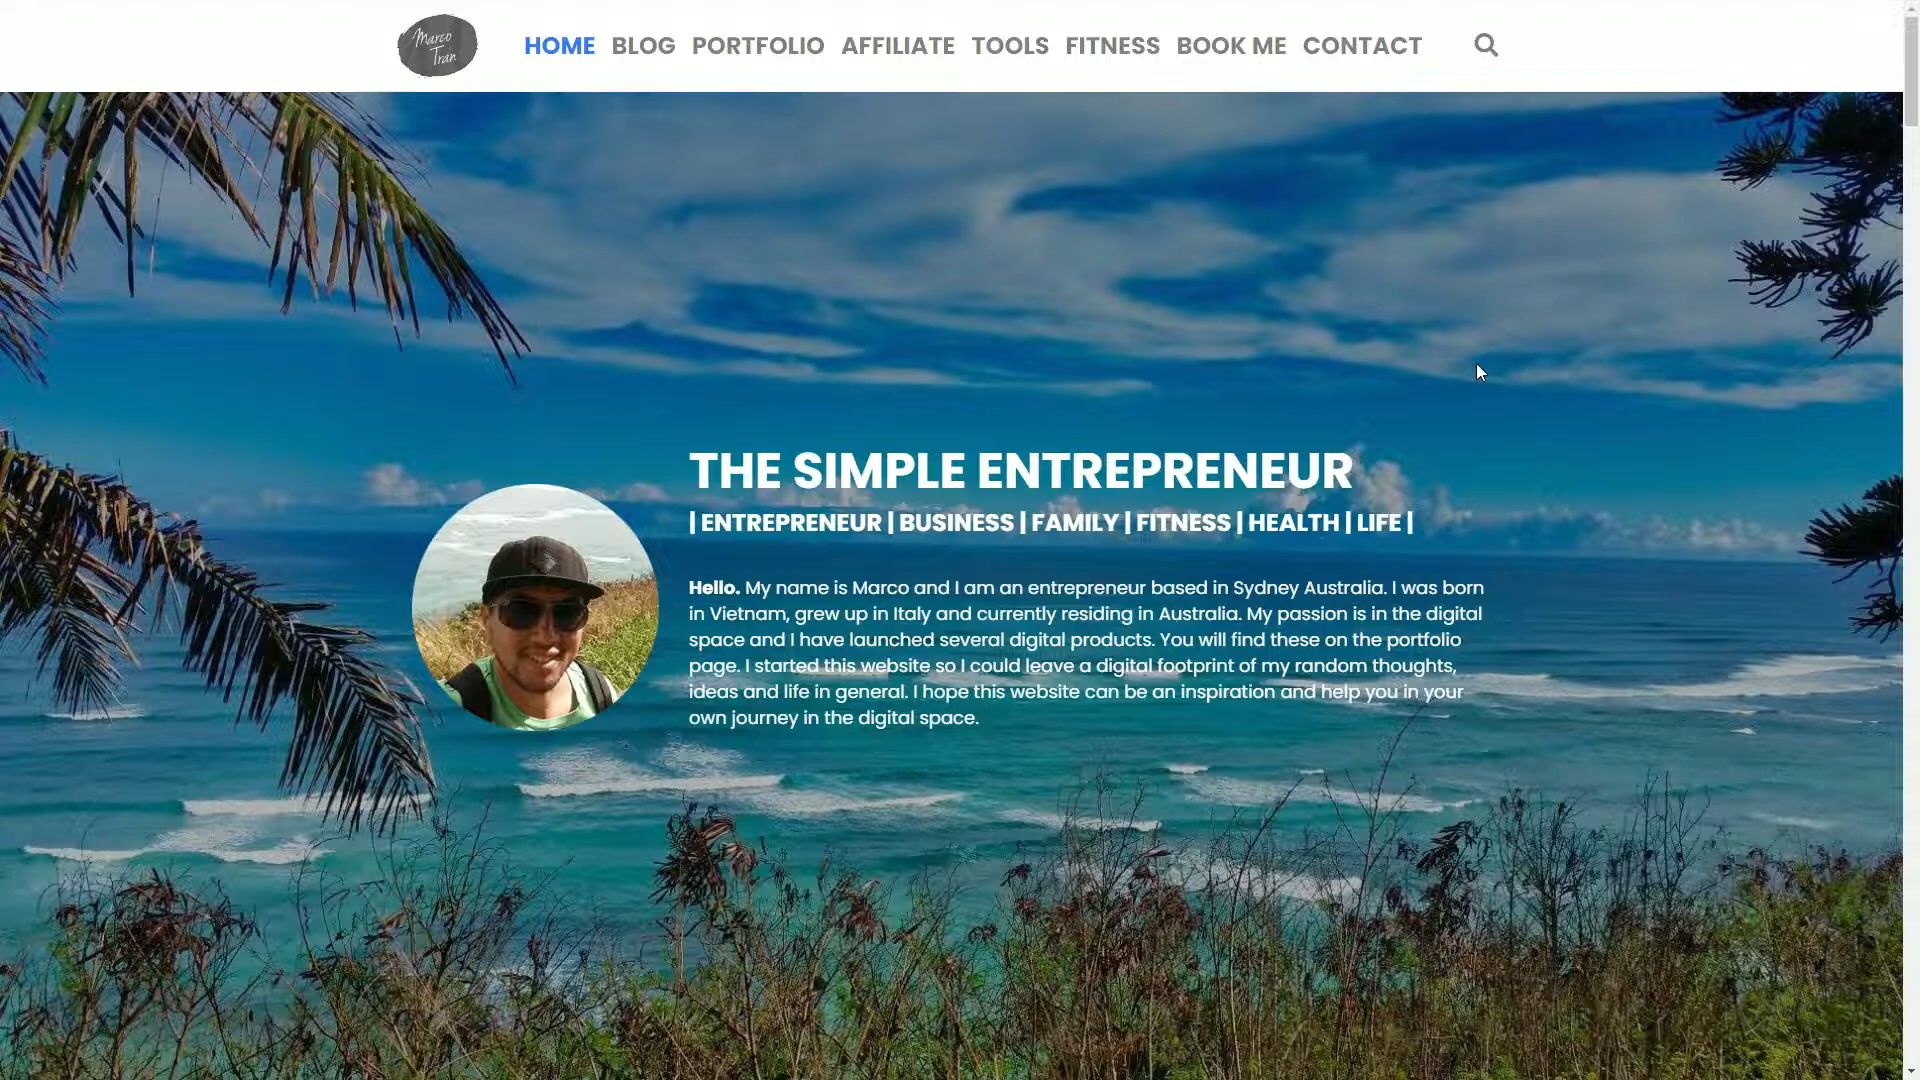 Marco
Tran
HOME BLOG PORTFOLIO AFFILIATE TOOLS FITNESS BOOK ME CONTACT
THE SIMPLE ENTREPRENEUR
| ENTREPRENEUR | BUSINESS | FAMILY | FITNESS | HEALTH | LIFE |
Hello. My name is Marco and I am an entrepreneur based in Sydney Australia. I was born
in Vietnam, grew up in Italy and currently residing in Australia. My passion is in the digital
space and I have launched several digital products. You will find these on the portfolio
page. I started this website so I could leave a digital footprint of my random thoughts,
ideas and life in general. I hope this website can be an inspiration and help you in your
own journey in the digital space.